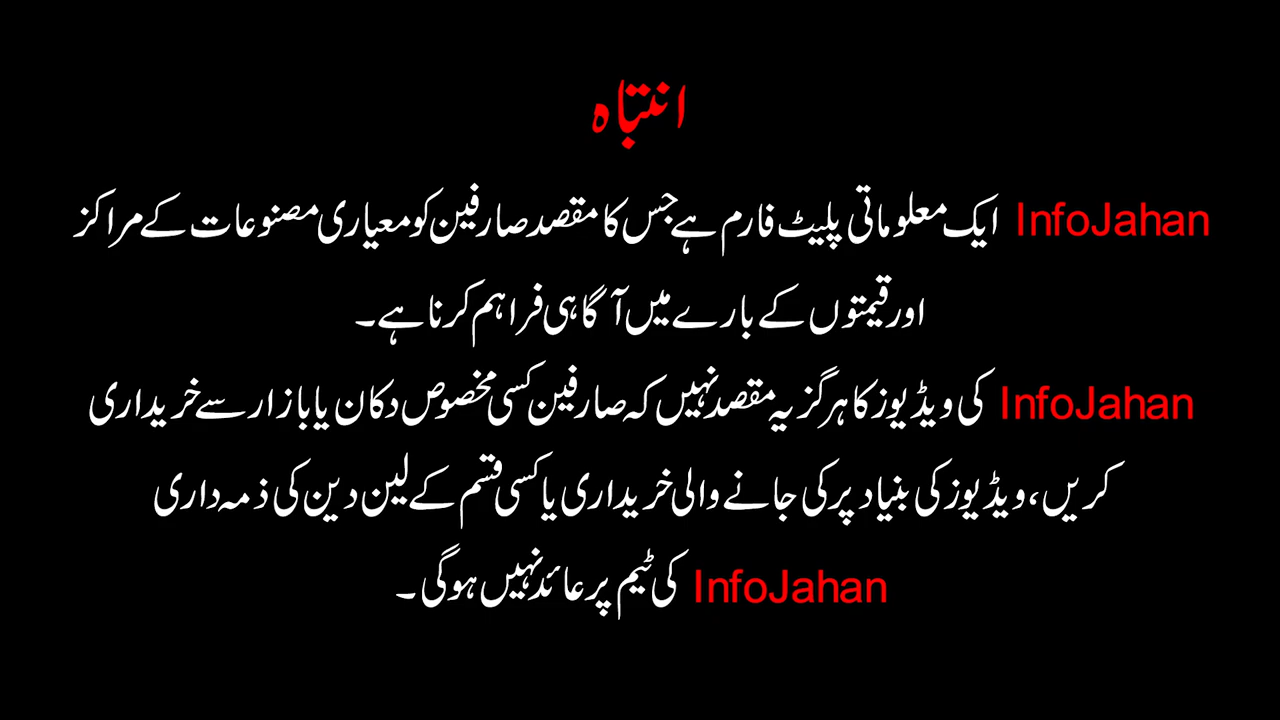 انتباہ
InfoJahan ایک معلوماتی پلیٹ فارم ہے جس کا مقصد صارفین کو معیاری مصنوعات کے مراکز
اور قیمتوں کے بارے میں آگاہی فراہم کرنا ہے۔
InfoJahan کی ویڈیوز کا ہرگز یہ مقصد نہیں کہ صارفین کسی مخصوص دکان یا بازار سے خریداری
کریں، ویڈیوز کی بنیاد پر کی جانے والی خریداری یا کسی قسم کے لین دین کی ذمہ داری
InfoJahan کی ٹیم پر عائد نہیں ہوگی۔